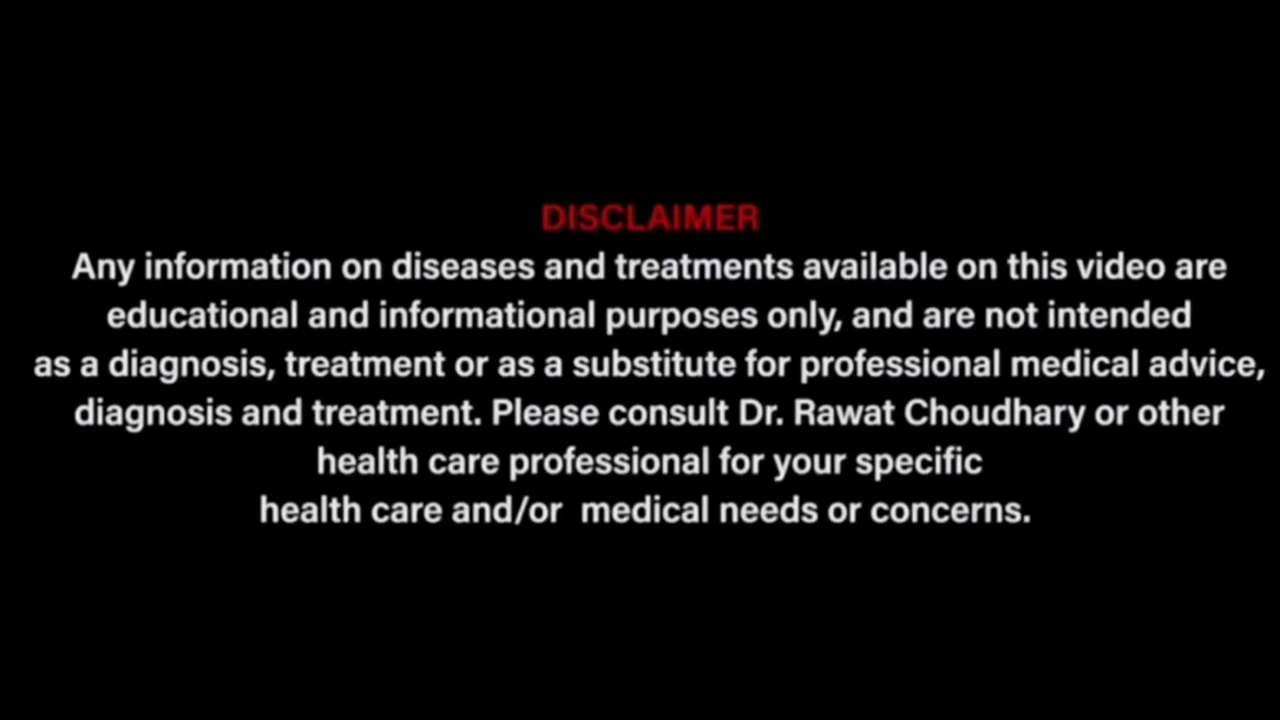 DISCLAIMER
Any information on diseases and treatments available on this video are
educational and informational purposes only, and are not intended
as a diagnosis, treatment or as a substitute for professional medical advice,
diagnosis and treatment. Please consult Dr. Rawat Choudhary or other
health care professional for your specific
health care and/or  medical needs or concerns.